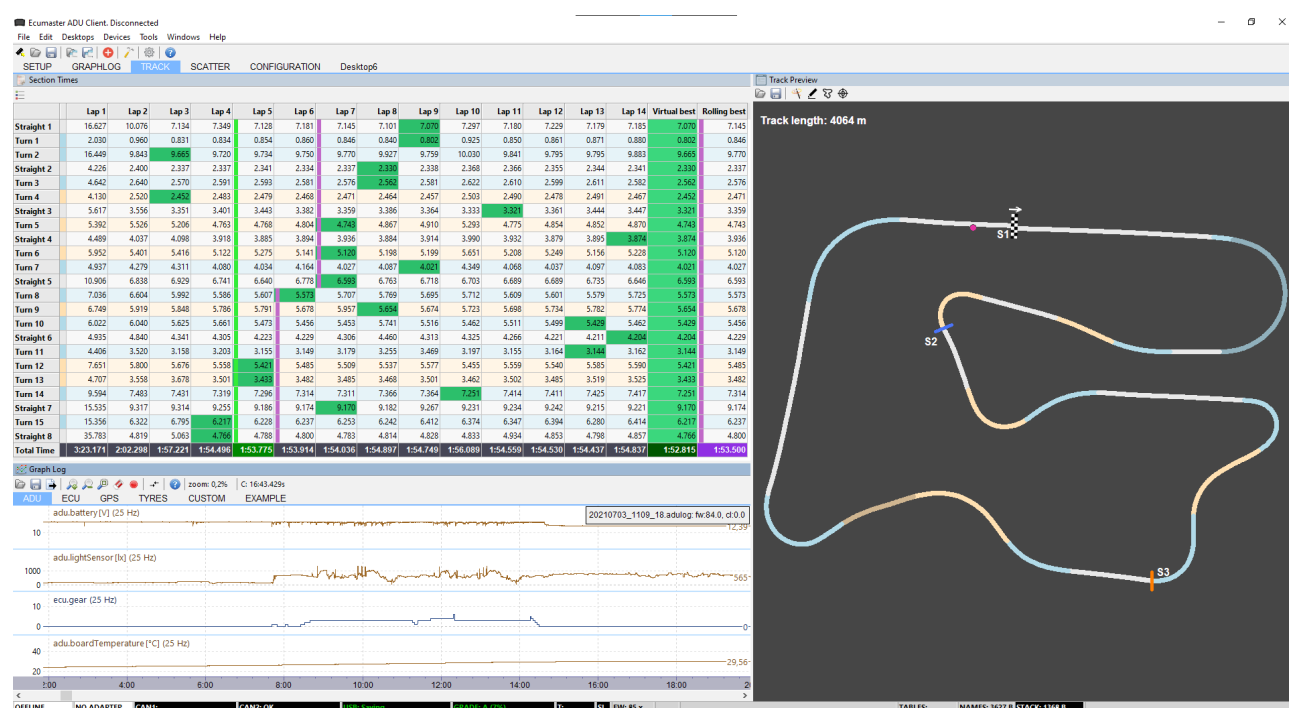 Ecumaster ADU Client. Disconnected
File Edit Desktops Devices Tools Windows Help
SETUP GRAPHLOG TRACK SCATTER CONFIGURATION Desktop6
Section Times
Lap 1 Lap 2 Lap 3 Lap 4 Lap 5 Lap 6 Lap 7 Lap 8 Lap 9 Lap 10 Lap 11 Lap 12 Lap 13 Lap 14 Virtual best Rolling best
Straight 1 16.627 10.076 7.134 7.349 7.128 7.181 7.145 7.101 7.070 7.297 7.180 7.229 7.179 7.185 7.070 7.145
Turn 1 2.030 0.960 0.831 0.834 0.854 0.860 0.846 0.840 0.802 0.925 0.850 0.861 0.871 0.880 0.802 0.846
Turn 2 16.449 9.843 9.665 9.720 9.734 9.750 9.770 9.927 9.759 10.030 9.841 9.795 9.795 9.883 9.665 9.770
Straight 2 4.226 2.400 2.337 2.337 2.341 2.334 2.337 2.330 2.338 2.368 2.366 2.355 2.344 2.341 2.330 2.337
Turn 3 4.642 2.640 2.570 2.591 2.593 2.581 2.576 2.562 2.581 2.622 2.610 2.599 2.611 2.582 2.562 2.576
Turn 4 4.130 2.520 2.452 2.483 2.479 2.468 2.471 2.464 2.457 2.503 2.490 2.478 2.491 2.467 2.452 2.471
Straight 3 5.617 3.556 3.351 3.401 3.443 3.382 3.359 3.386 3.364 3.333 3.321 3.361 3.444 3.447 3.321 3.359
Turn 5 5.392 5.526 5.206 4.763 4.768 4.804 4.743 4.867 4.910 5.293 4.775 4.854 4.852 4.870 4.743 4.743
Straight 4 4.489 4.037 4.098 3.918 3.885 3.894 3.936 3.884 3.914 3.990 3.932 3.879 3.895 3.874 3.874 3.936
Turn 6 5.952 5.401 5.416 5.122 5.275 5.141 5.120 5.198 5.199 5.651 5.208 5.249 5.156 5.228 5.120 5.120
Turn 7 4.937 4.279 4.311 4.080 4.034 4.164 4.027 4.087 4.021 4.349 4.068 4.037 4.097 4.083 4.021 4.027
Straight 5 10.906 6.838 6.929 6.741 6.640 6.778 6.593 6.763 6.718 6.703 6.689 6.689 6.735 6.646 6.593 6.593
Turn 8 7.036 6.604 5.992 5.586 5.607 5.573 5.707 5.769 5.695 5.712 5.609 5.601 5.579 5.725 5.573 5.573
Turn 9 6.749 5.919 5.848 5.786 5.791 5.678 5.957 5.654 5.674 5.723 5.698 5.734 5.782 5.774 5.654 5.678
Turn 10 6.022 6.040 5.625 5.661 5.473 5.456 5.453 5.741 5.516 5.462 5.511 5.499 5.429 5.462 5.429 5.456
Straight 6 4.935 4.840 4.341 4.305 4.223 4.229 4.306 4.460 4.313 4.325 4.266 4.221 4.211 4.204 4.204 4.229
Turn 11 4.406 3.520 3.158 3.203 3.155 3.149 3.179 3.255 3.469 3.197 3.155 3.164 3.144 3.162 3.144 3.149
Turn 12 7.651 5.800 5.676 5.558 5.421 5.485 5.509 5.537 5.577 5.455 5.559 5.540 5.585 5.590 5.421 5.485
Turn 13 4.707 3.558 3.678 3.501 3.433 3.482 3.485 3.468 3.501 3.462 3.502 3.485 3.519 3.525 3.433 3.482
Turn 14 9.594 7.483 7.431 7.319 7.296 7.314 7.311 7.366 7.364 7.251 7.414 7.411 7.425 7.417 7.251 7.314
Straight 7 15.535 9.317 9.314 9.255 9.186 9.174 9.170 9.182 9.267 9.231 9.234 9.242 9.215 9.221 9.170 9.174
Turn 15 15.356 6.322 6.795 6.217 6.228 6.237 6.253 6.242 6.412 6.374 6.347 6.394 6.280 6.414 6.217 6.237
Straight 8 35.783 4.819 5.063 4.766 4.788 4.800 4.783 4.814 4.828 4.833 4.934 4.853 4.798 4.857 4.766 4.800
Total Time 3:23.171 2:02.298 1:57.221 1:54.496 1:53.775 1:53.914 1:54.036 1:54.897 1:54.749 1:56.089 1:54.559 1:54.530 1:54.437 1:54.837 1:52.815 1:53.500
Track Preview
Track length: 4064 m
S1
S2
S3
Graph Log
zoom: 0,2% C: 16:43.429s
ADU ECU GPS TYRES CUSTOM EXAMPLE
adu.battery[V] (25 Hz)
20210703_1109_18.adulog: fw:84.0, cl:0.0
12,39
10
adu.lightSensor[lx] (25 Hz)
1000
565
0
ecu.gear (25 Hz)
10
0
0
adu.boardTemperature[°C] (25 Hz)
40
29,56
20
4:00 6:00 8:00 10:00 12:00 14:00 16:00 18:00
OFFLINE NO ADAPTER CAN1: CAN2: OK USB: Saving GRADE: A (7%) T: TABLES: NAMES: 3627 B STACK: 1368 B